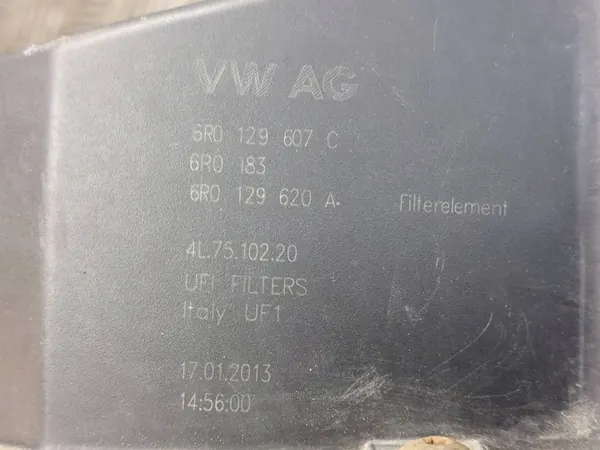 VW AG
6R0 129 607 C
6R0 183
6R0 129 620 A. Filterelement
4L.75.102.20
UFI FILTERS
Italy UF1
17.01.2013
14:56:00